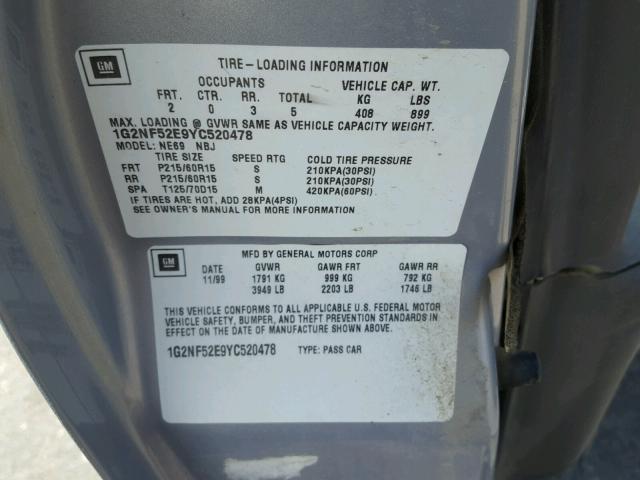 GM
TIRE-LOADING INFORMATION
OCCUPANTS VEHICLE CAP. WT.
FRT. CTR. RR. TOTAL KG LBS
2 0 3 5 408 899
MAX. LOADING @ GVWR SAME AS VEHICLE CAPACITY WEIGHT.
1G2NF52E9YC520478
MODEL: NE69 NBJ
TIRE SIZE SPEED RTG COLD TIRE PRESSURE
FRT P215/60R15 S 210KPA(30PSI)
RR P215/60R15 S 210KPA(30PSI)
SPA T125/70D15 M 420KPA(60PSI)
IF TIRES ARE HOT, ADD 28KPA(4PSI)
SEE OWNER'S MANUAL FOR MORE INFORMATION
GM
MFD BY GENERAL MOTORS CORP
DATE GVWR GAWR FRT GAWR RR
11/99 1791 KG 999 KG 792 KG
3949 LB 2203 LB 1746 LB
THIS VEHICLE CONFORMS TO ALL APPLICABLE U.S. FEDERAL MOTOR
VEHICLE SAFETY, BUMPER, AND THEFT PREVENTION STANDARDS IN
EFFECT ON THE DATE OF MANUFACTURE SHOWN ABOVE.
1G2NF52E9YC520478 TYPE: PASS CAR